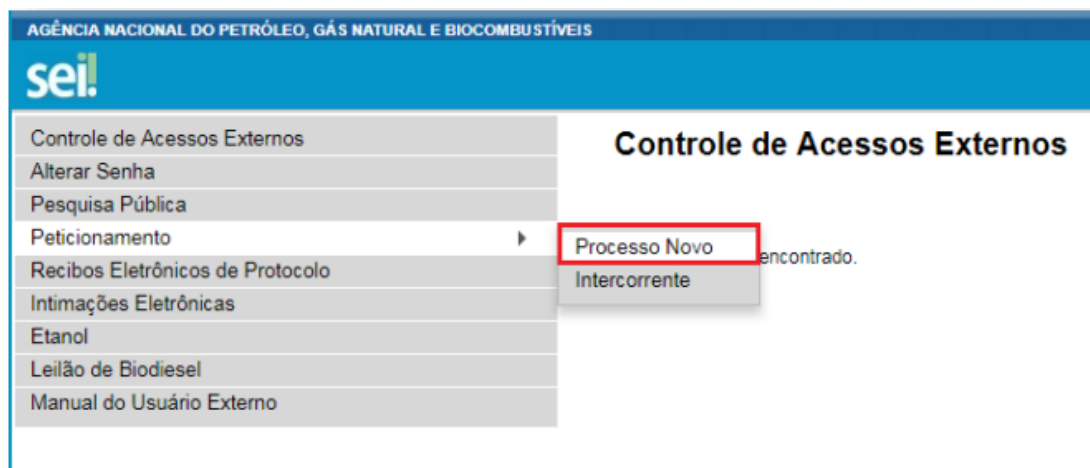 AGÊNCIA NACIONAL DO PETRÓLEO, GÁS NATURAL E BIOCOMBUSTÍVEIS
sei!
Controle de Acessos Externos
Alterar Senha
Pesquisa Pública
Peticionamento
Recibos Eletrônicos de Protocolo
Intimações Eletrônicas
Etanol
Leilão de Biodiesel
Manual do Usuário Externo
Controle de Acessos Externos
Processo Novo
encontrado.
Intercorrente